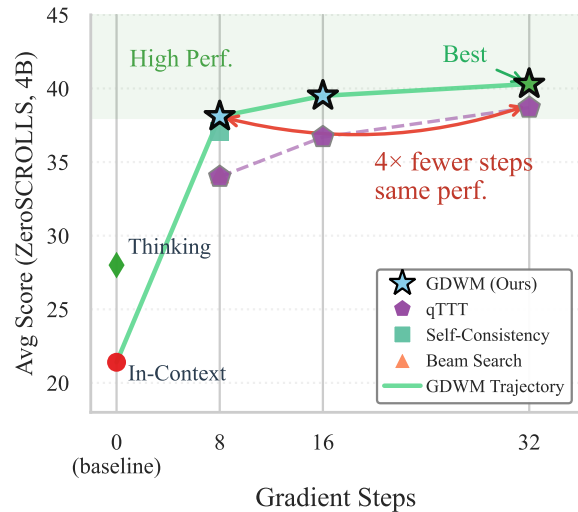 45
40
35
30
25
20
Avg Score (ZeroSCROLLS, 4B)
High Perf.
Best
4× fewer steps
same perf.
Thinking
In-Context
GDWM (Ours)
qTTT
Self-Consistency
Beam Search
GDWM Trajectory
0
(baseline)
8
16
32
Gradient Steps